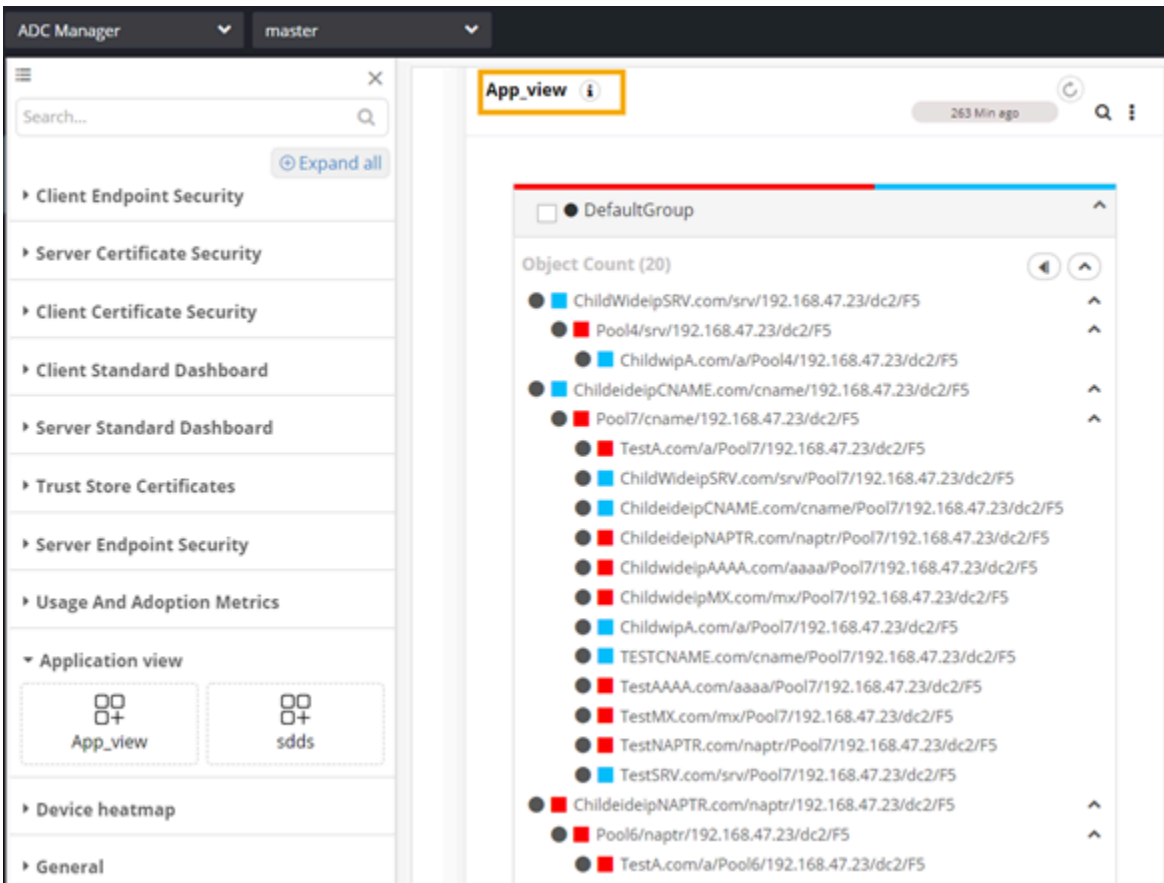 ADC Manager
master
Search...
Expand all
Client Endpoint Security
Server Certificate Security
Client Certificate Security
Client Standard Dashboard
Server Standard Dashboard
Trust Store Certificates
Server Endpoint Security
Usage And Adoption Metrics
Application view
App_view
sdds
Device heatmap
General
App_view
263 Min ago
DefaultGroup
Object Count (20)
ChildWideipSRV.com/srv/192.168.47.23/dc2/F5
Pool4/srv/192.168.47.23/dc2/F5
ChildwipA.com/a/Pool4/192.168.47.23/dc2/F5
ChildeideipCNAME.com/cname/192.168.47.23/dc2/F5
Pool7/cname/192.168.47.23/dc2/F5
TestA.com/a/Pool7/192.168.47.23/dc2/F5
ChildWideipSRV.com/srv/Pool7/192.168.47.23/dc2/F5
ChildeideipCNAME.com/cname/Pool7/192.168.47.23/dc2/F5
ChildeideipNAPTR.com/naptr/Pool7/192.168.47.23/dc2/F5
ChildwideipAAAA.com/aaaa/Pool7/192.168.47.23/dc2/F5
ChildwideipMX.com/mx/Pool7/192.168.47.23/dc2/F5
ChildwipA.com/a/Pool7/192.168.47.23/dc2/F5
TESTCNAME.com/cname/Pool7/192.168.47.23/dc2/F5
TestAAAA.com/aaaa/Pool7/192.168.47.23/dc2/F5
TestMX.com/mx/Pool7/192.168.47.23/dc2/F5
TestNAPTR.com/naptr/Pool7/192.168.47.23/dc2/F5
TestSRV.com/srv/Pool7/192.168.47.23/dc2/F5
ChildeideipNAPTR.com/naptr/192.168.47.23/dc2/F5
Pool6/naptr/192.168.47.23/dc2/F5
TestA.com/a/Pool6/192.168.47.23/dc2/F5